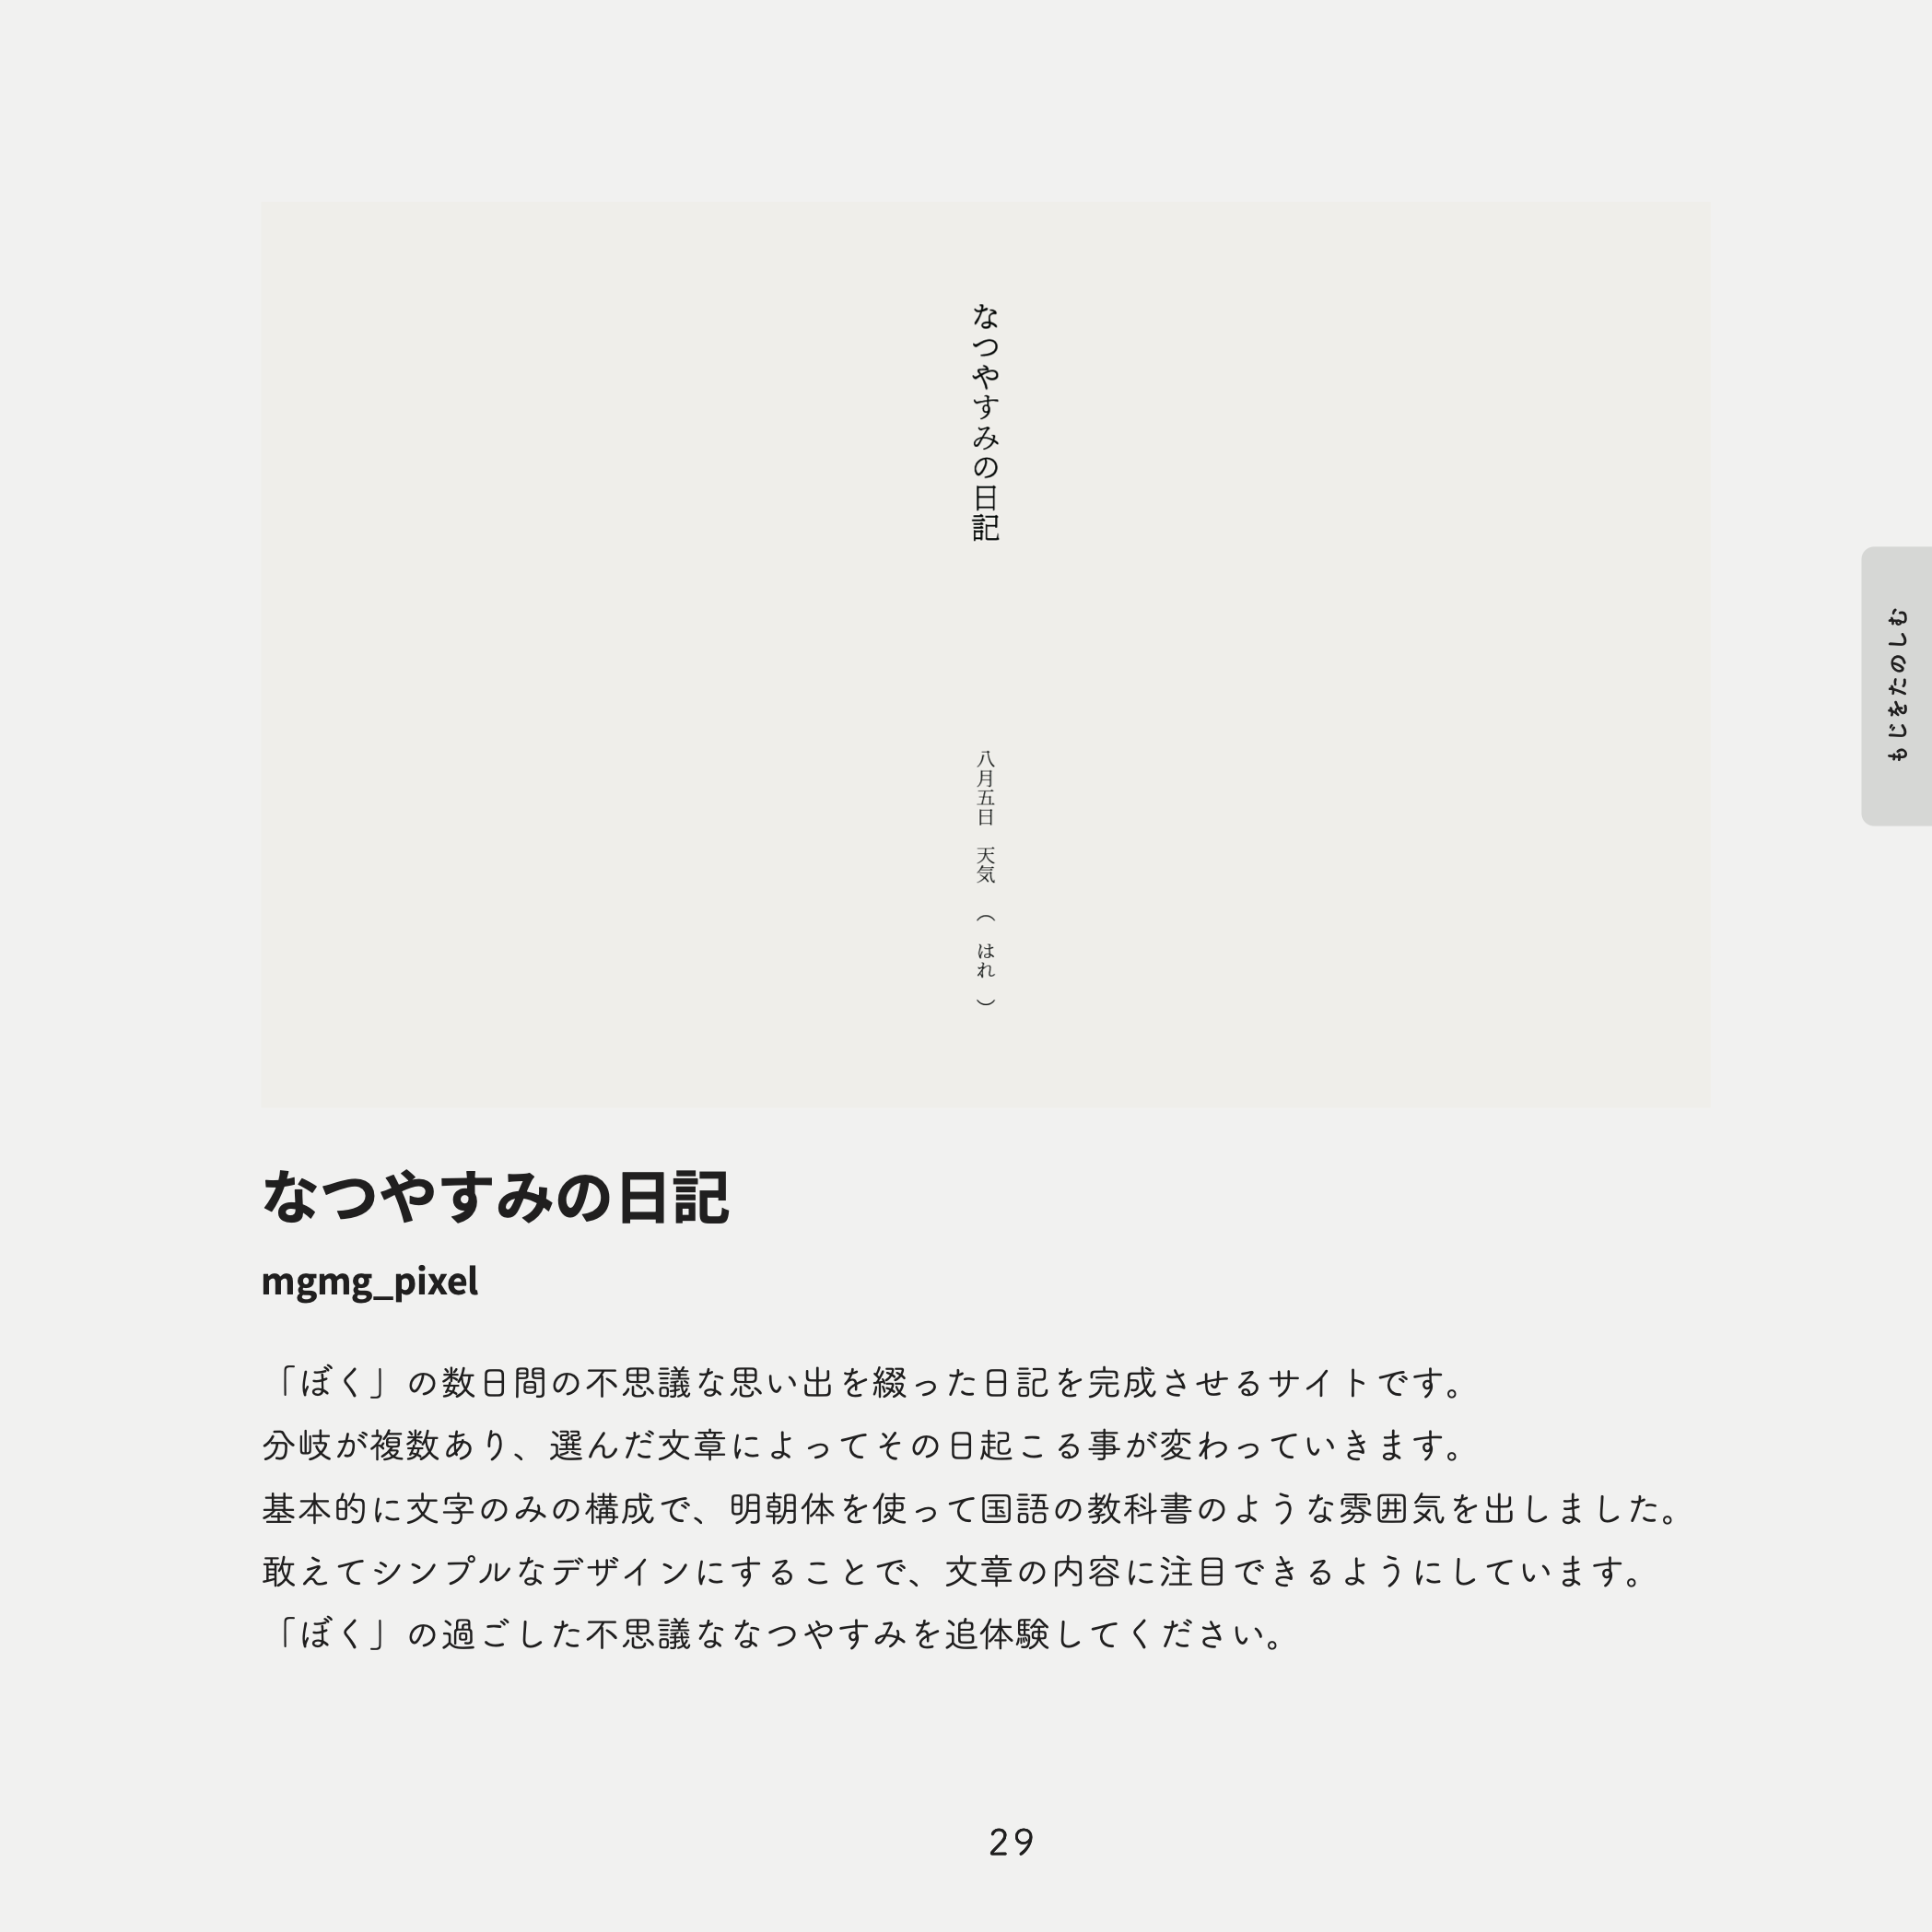 なつやすみの日記
八月五日　天気　（　はれ　）
もじをたのしむ
なつやすみの日記
mgmg_pixel
「ぼく」の数日間の不思議な思い出を綴った日記を完成させるサイトです。
分岐が複数あり、選んだ文章によってその日起こる事が変わっていきます。
基本的に文字のみの構成で、明朝体を使って国語の教科書のような雰囲気を出しました。
敢えてシンプルなデザインにすることで、文章の内容に注目できるようにしています。
「ぼく」の過ごした不思議ななつやすみを追体験してください。
29